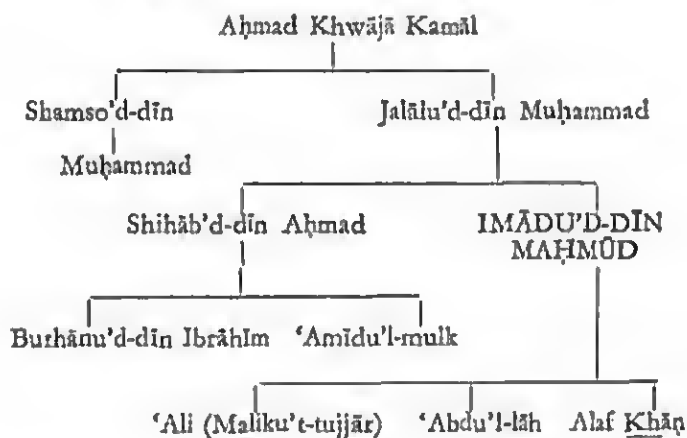 Aḥmad Khwājā Kamāl
Shamso'd-dīn Jalālu'd-dīn Muḥammad
Muḥammad
Shihāb'd-dīn Aḥmad IMĀDU'D-DĪN
MAḤMŪD
Burhānu'd-dīn Ibrāhīm ‘Amīdu'l-mulk
‘Ali (Maliku't-tujjār) ‘Abdu'l-lāh Alaf Khāṇ